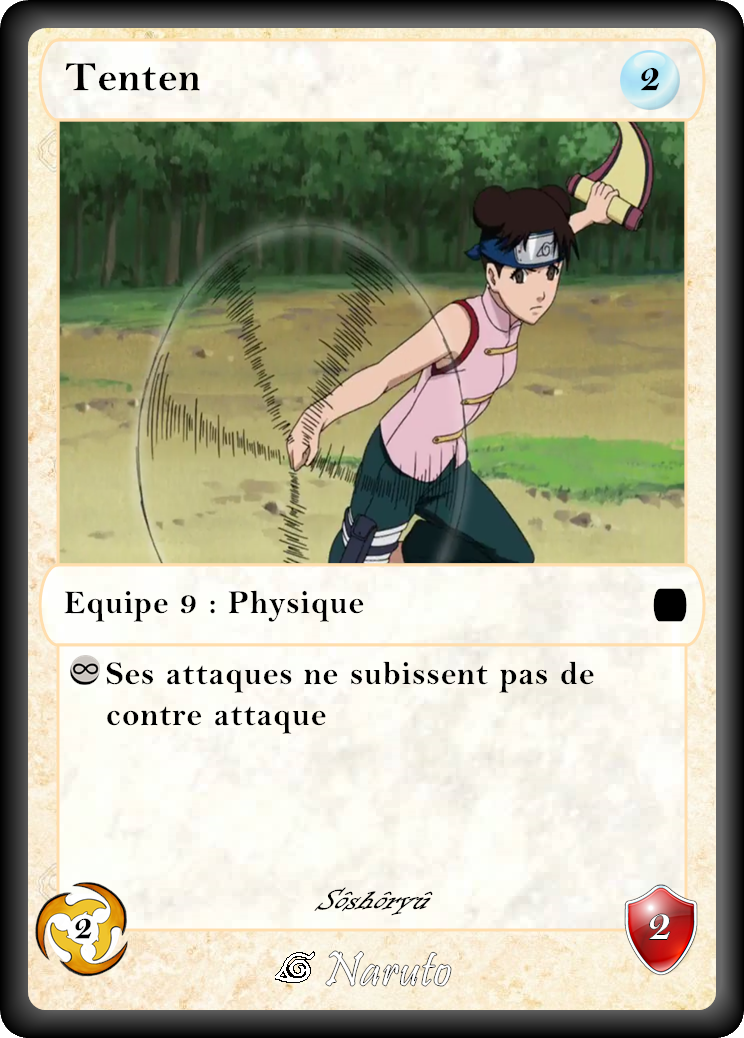 Tenten
2
Equipe 9 : Physique
∞ Ses attaques ne subissent pas de
contre attaque
Sôshôryû
2
2
Naruto